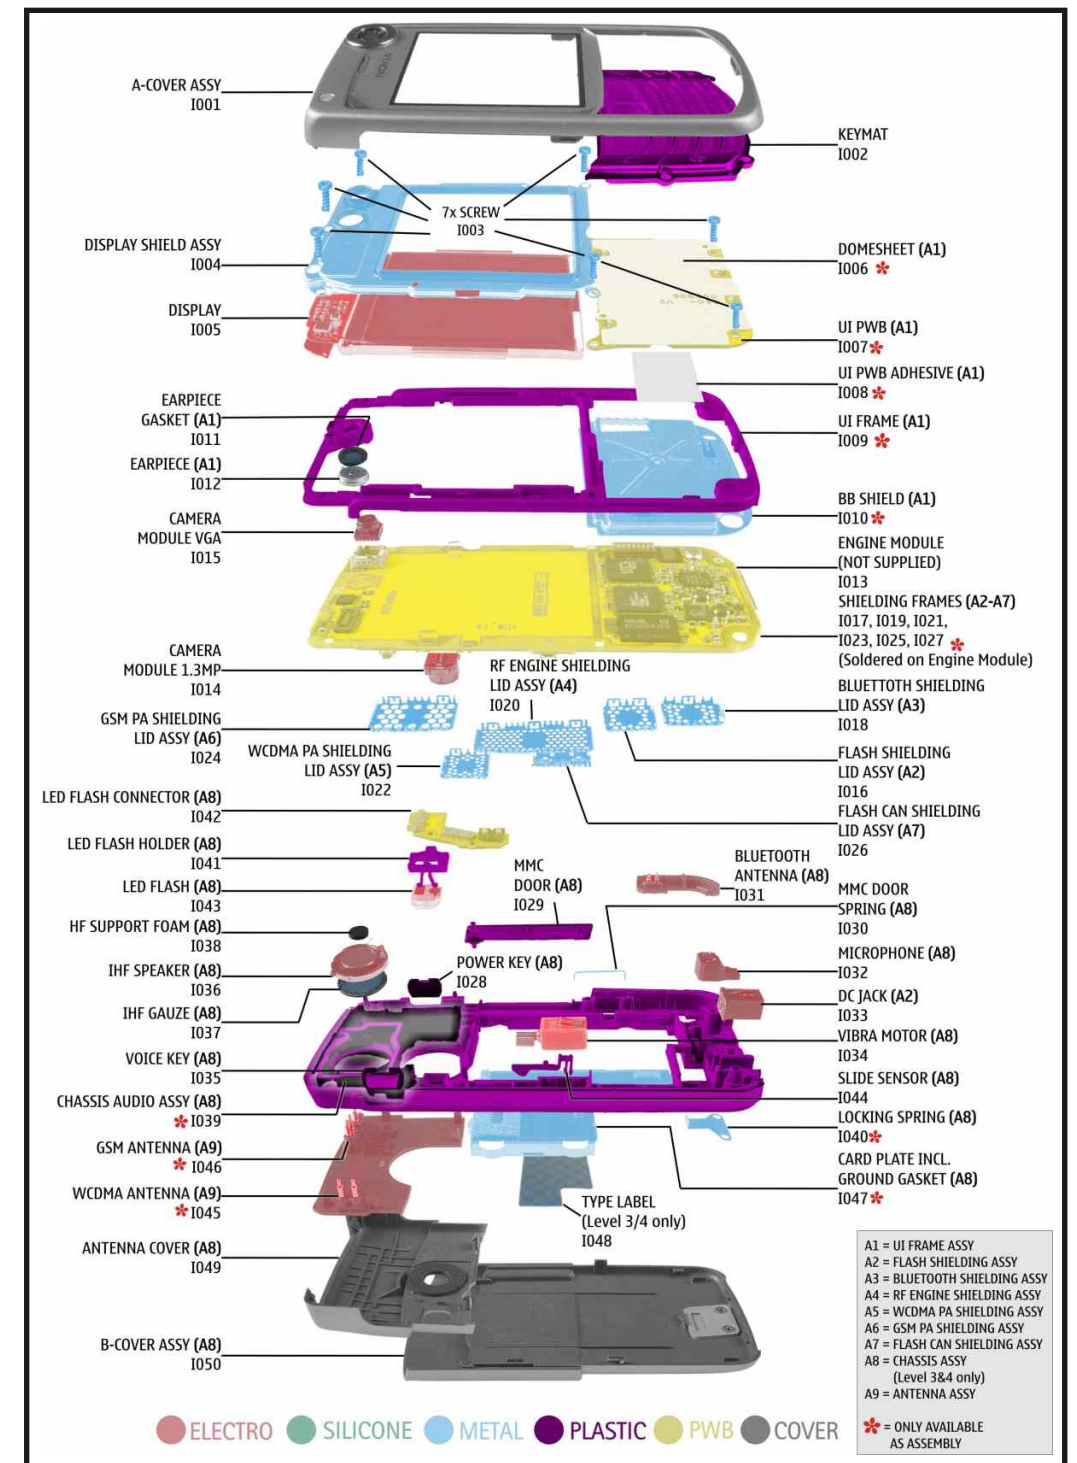 NOKIA
A-COVER ASSY
I001
KEYMAT
I002
7x SCREW
I003
DISPLAY SHIELD ASSY
I004
DOMESHEET (A1)
I006 *
DISPLAY
I005
UI PWB (A1)
I007*
UI PWB ADHESIVE (A1)
I008 *
EARPIECE
GASKET (A1)
I011
UI FRAME (A1)
I009 *
EARPIECE (A1)
I012
BB SHIELD (A1)
I010*
CAMERA
MODULE VGA
I015
ENGINE MODULE
(NOT SUPPLIED)
I013
SHIELDING FRAMES (A2-A7)
I017, I019, I021,
I023, I025, I027 *
(Soldered on Engine Module)
CAMERA
MODULE 1.3MP
I014
RF ENGINE SHIELDING
LID ASSY (A4)
I020
BLUETTOTH SHIELDING
LID ASSY (A3)
I018
GSM PA SHIELDING
LID ASSY (A6)
I024
WCDMA PA SHIELDING
LID ASSY (A5)
I022
FLASH SHIELDING
LID ASSY (A2)
I016
LED FLASH CONNECTOR (A8)
I042
FLASH CAN SHIELDING
LID ASSY (A7)
I026
LED FLASH HOLDER (A8)
I041
LED FLASH (A8)
I043
MMC
DOOR (A8)
I029
BLUETOOTH
ANTENNA (A8)
I031
MMC DOOR
SPRING (A8)
I030
HF SUPPORT FOAM (A8)
I038
IHF SPEAKER (A8)
I036
POWER KEY (A8)
I028
MICROPHONE (A8)
I032
IHF GAUZE (A8)
I037
DC JACK (A2)
I033
VIBRA MOTOR (A8)
I034
VOICE KEY (A8)
I035
SLIDE SENSOR (A8)
I044
CHASSIS AUDIO ASSY (A8)
* I039
LOCKING SPRING (A8)
I040*
GSM ANTENNA (A9)
* I046
CARD PLATE INCL.
GROUND GASKET (A8)
I047*
WCDMA ANTENNA (A9)
* I045
TYPE LABEL
(Level 3/4 only)
I048
ANTENNA COVER (A8)
I049
B-COVER ASSY (A8)
I050
A1 = UI FRAME ASSY
A2 = FLASH SHIELDING ASSY
A3 = BLUETOOTH SHIELDING ASSY
A4 = RF ENGINE SHIELDING ASSY
A5 = WCDMA PA SHIELDING ASSY
A6 = GSM PA SHIELDING ASSY
A7 = FLASH CAN SHIELDING ASSY
A8 = CHASSIS ASSY
(Level 3&4 only)
A9 = ANTENNA ASSY
* = ONLY AVAILABLE
AS ASSEMBLY
ELECTRO
SILICONE
METAL
PLASTIC
PWB
COVER